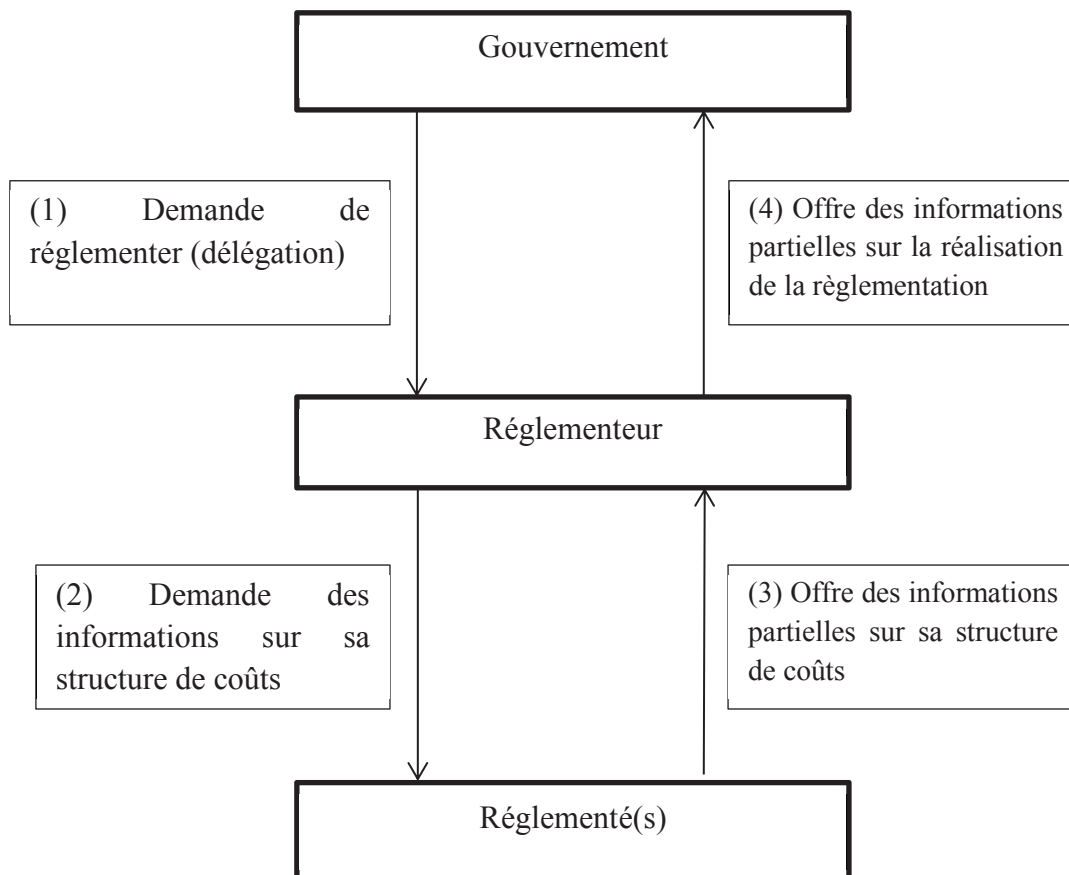 Gouvernement
(1) Demande de
réglementer (délégation)
(4) Offre des informations
partielles sur la réalisation
de la règlementation
Réglementeur
(2) Demande des
informations sur sa
structure de coûts
(3) Offre des informations
partielles sur sa structure
de coûts
Réglementé(s)